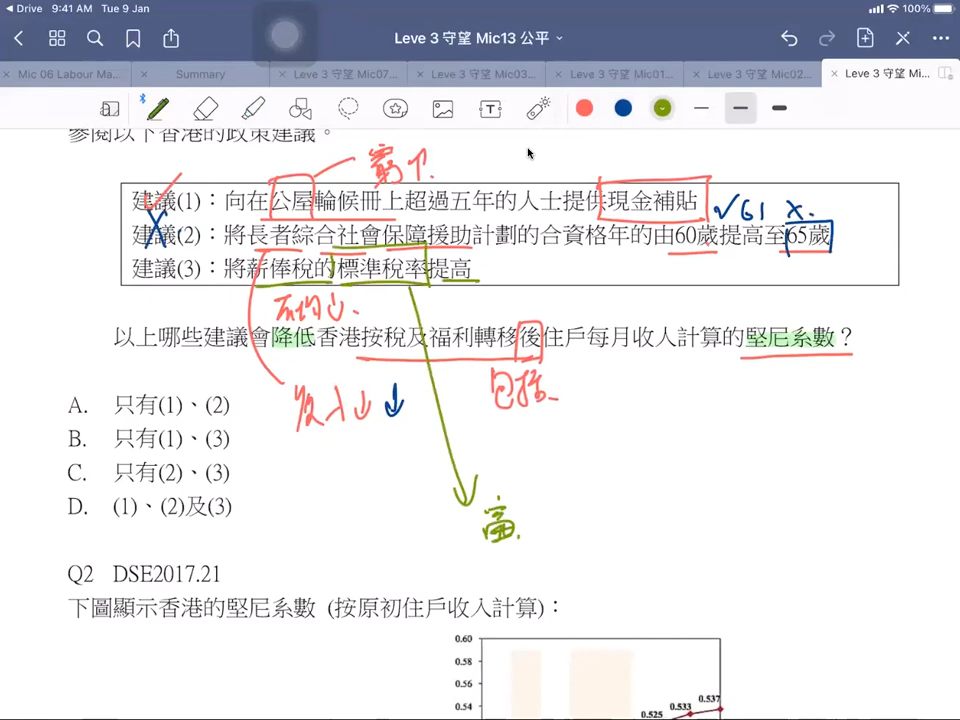 Drive 9:41 AM Tue 9 Jan 100%
Leve 3 守望 Mic13 公平
Mic 06 Labour Ma... Summary Leve 3 守望 Mic07... Leve 3 守望 Mic03... Leve 3 守望 Mic01... Leve 3 守望 Mic02... Leve 3 守望 Mi...
參閱以下香港的政策建議。
窮人
建議(1)：向在公屋輪候冊上超過五年的人士提供現金補貼
√61 X.
建議(2)：將長者綜合社會保障援助計劃的合資格年的由60歲提高至65歲
建議(3)：將薪俸稅的標準稅率提高
不均↓.
以上哪些建議會降低香港按稅及福利轉移後住戶每月收人計算的堅尼系數？
包括
A. 只有(1)、(2)
收入↓ ↓
B. 只有(1)、(3)
C. 只有(2)、(3)
D. (1)、(2)及(3)
富.
Q2 DSE2017.21
下圖顯示香港的堅尼系數 (按原初住戶收入計算)：
0.60
0.58
0.56
0.54
0.525 0.533 0.537